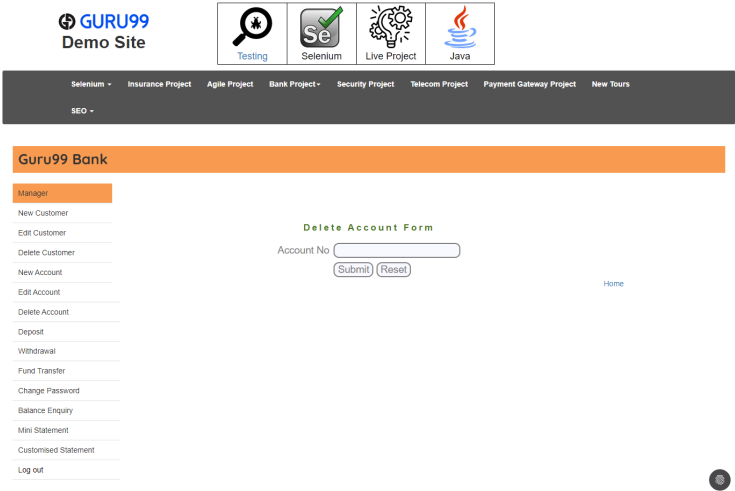 GURU99
Demo Site
Testing
Selenium
Live Project
Java
Selenium
Insurance Project
Agile Project
Bank Project
Security Project
Telecom Project
Payment Gateway Project
New Tours
SEO
Guru99 Bank
Manager
New Customer
Edit Customer
Delete Customer
New Account
Edit Account
Delete Account
Deposit
Withdrawal
Fund Transfer
Change Password
Balance Enquiry
Mini Statement
Customised Statement
Log out
Delete Account Form
Account No
Submit Reset
Home